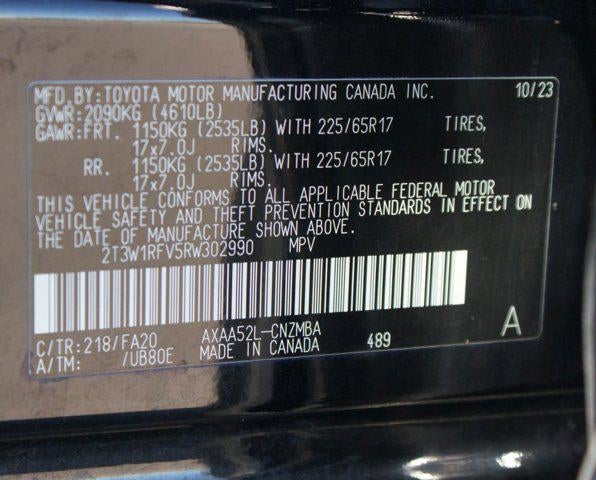 MFD.BY:TOYOTA MOTOR MANUFACTURING CANADA INC. 10/23
GVWR:2090KG (4610LB)
GAWR:FRT. 1150KG (2535LB) WITH 225/65R17 TIRES,
17x7.0J RIMS.
RR. 1150KG (2535LB) WITH 225/65R17 TIRES,
17x7.0J RIMS.
THIS VEHICLE CONFORMS TO ALL APPLICABLE FEDERAL MOTOR
VEHICLE SAFETY AND THEFT PREVENTION STANDARDS IN EFFECT ON
THE DATE OF MANUFACTURE SHOWN ABOVE.
2T3W1RFV5RW302990 MPV
C/TR:218/FA20 AXAA52L-CNZMBA A
A/TM: /UB80E MADE IN CANADA 489